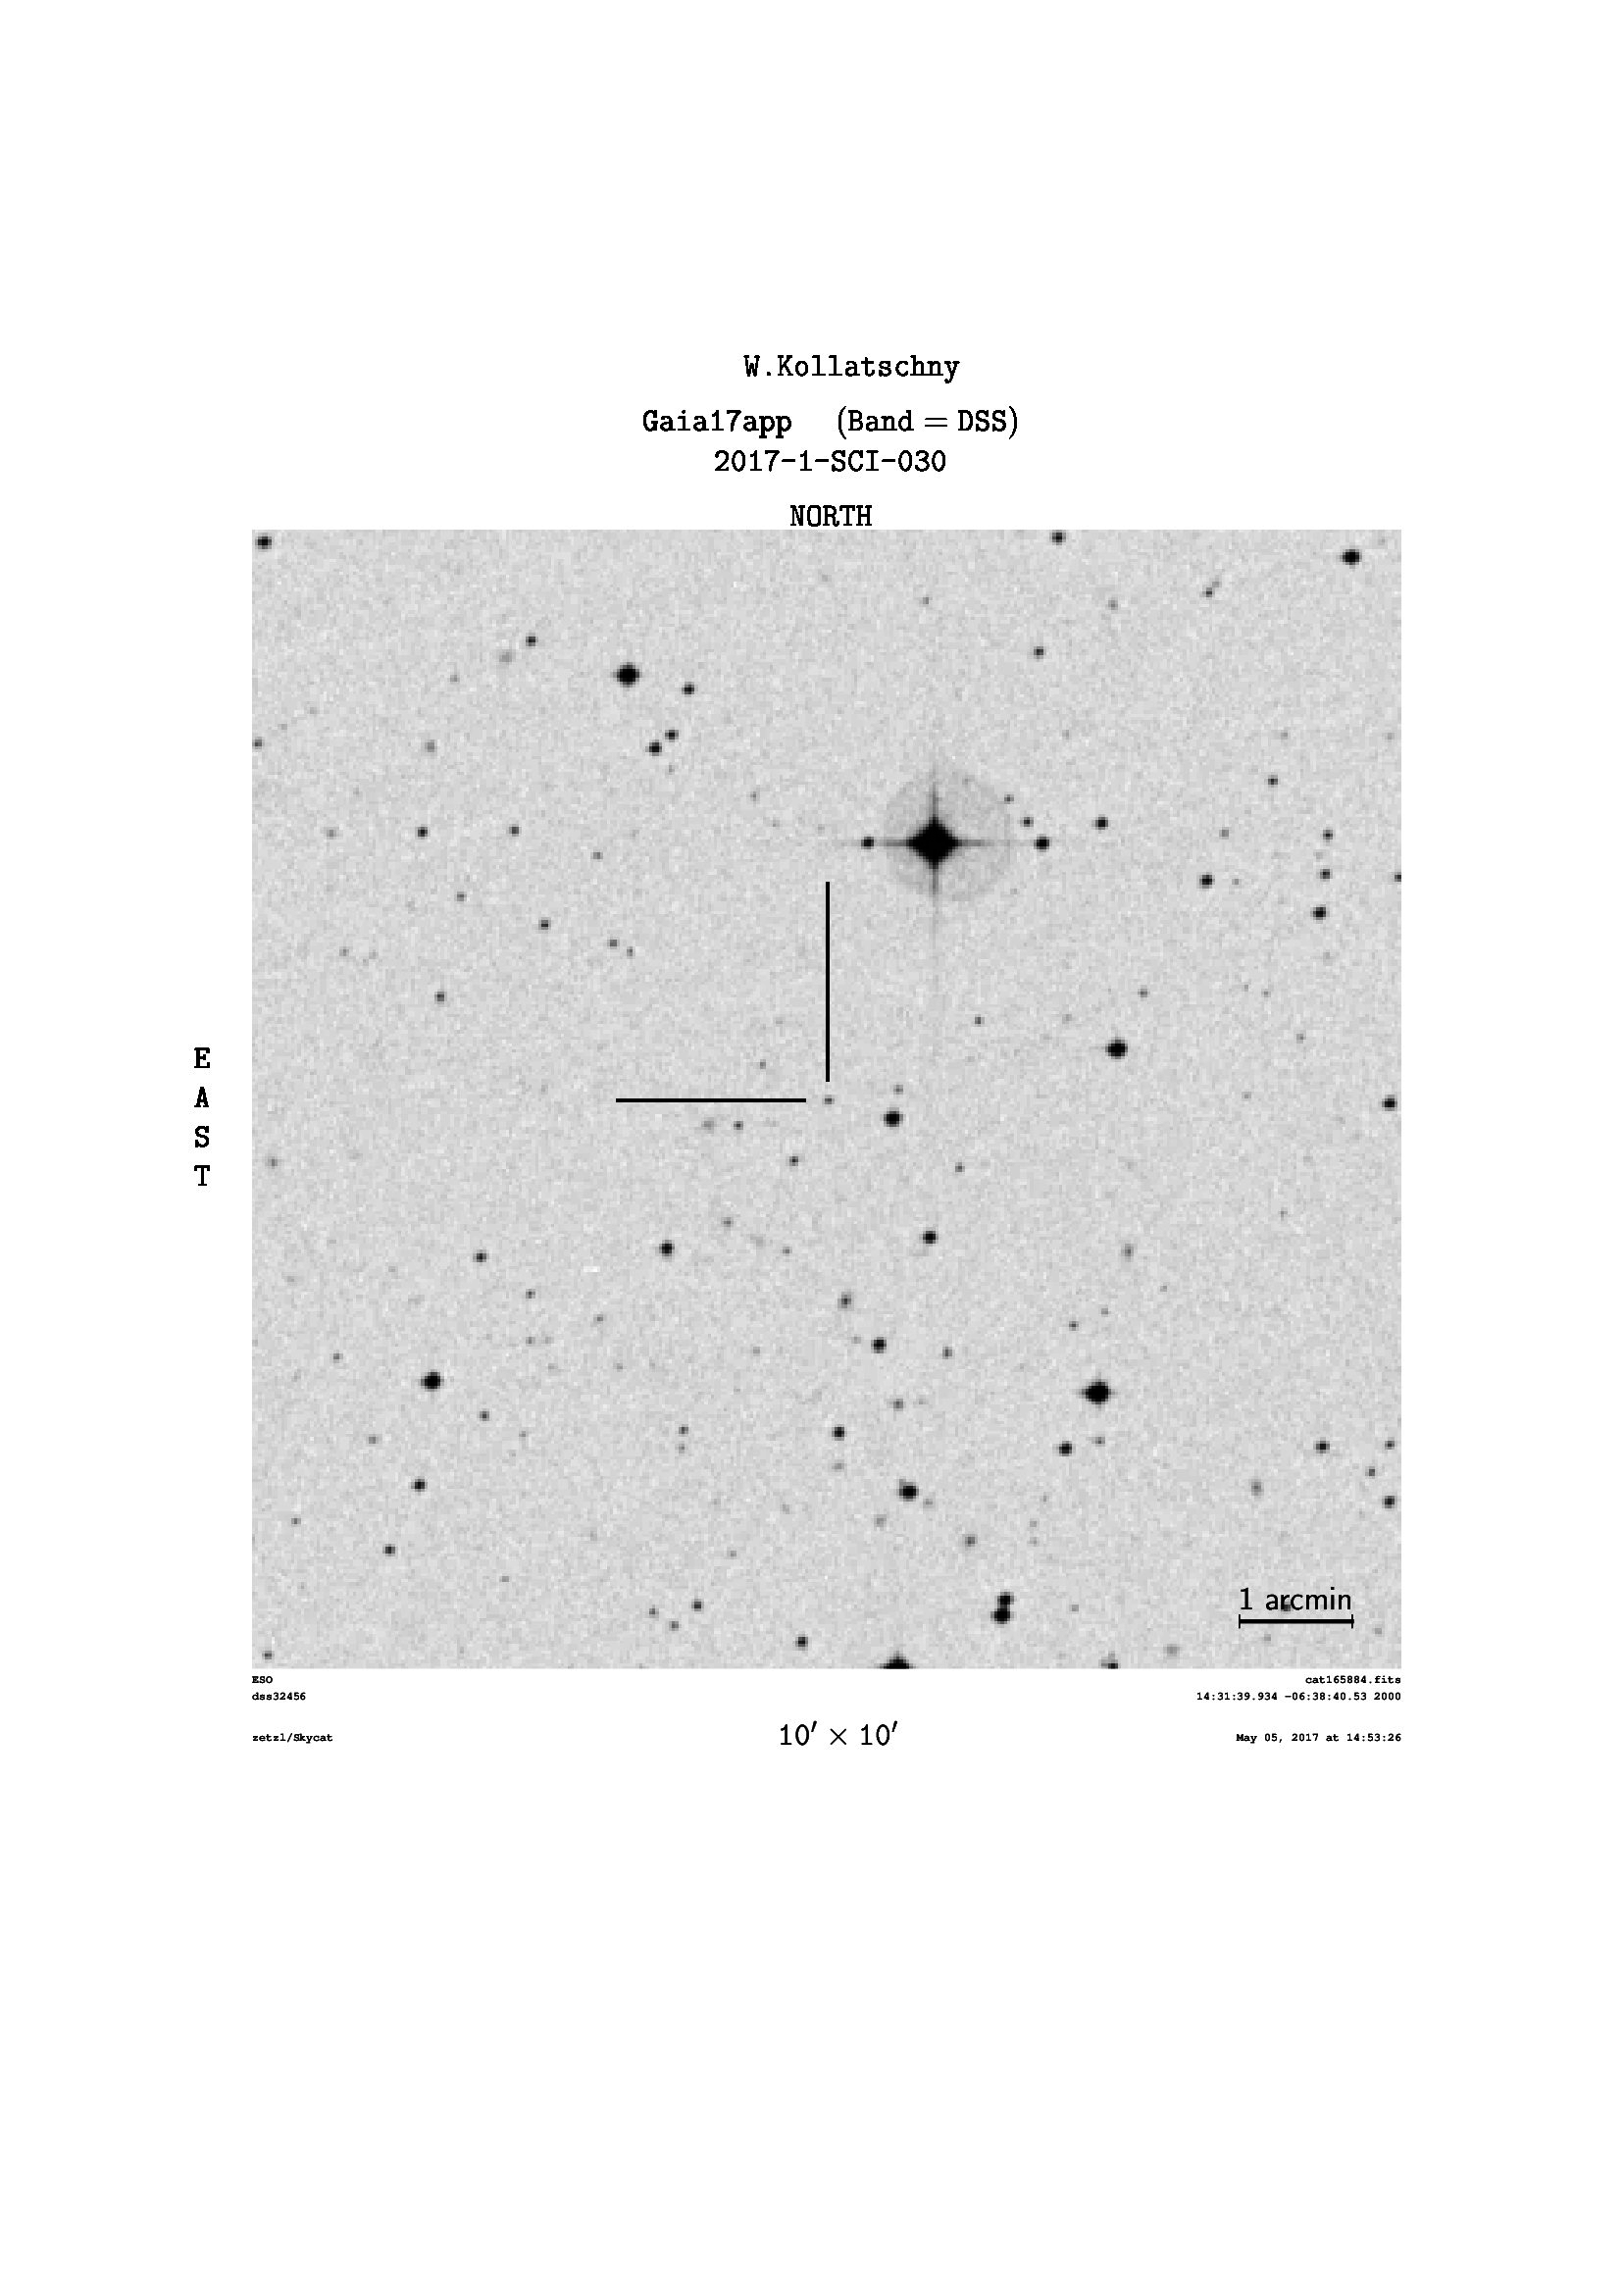 W.Kollatschny
Gaia17app (Band = DSS)
2017-1-SCI-030
NORTH
E
A
S
T
1 arcmin
ESO cat165884.fits
dss32456 14:31:39.934 -06:38:40.53 2000
zetzl/Skycat 10′ × 10′ May 05, 2017 at 14:53:26